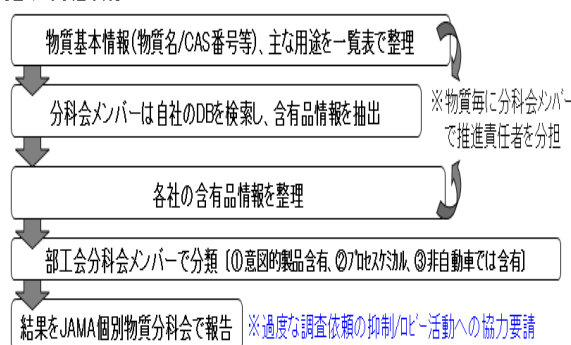 物質基本情報(物質名/CAS番号等)、主な用途を一覧表で整理
分科会メンバーは自社のDBを検索し、含有品情報を抽出
※物質毎に分科会メンバー
で推進責任者を分担
各社の含有品情報を整理
部工会分科会メンバーで分類〔①意図的製品含有、②プロセスケミカル、③非自動車では含有〕
結果をJAMA個別物質分科会で報告
※過度な調査依頼の抑制/ロビー活動への協力要請